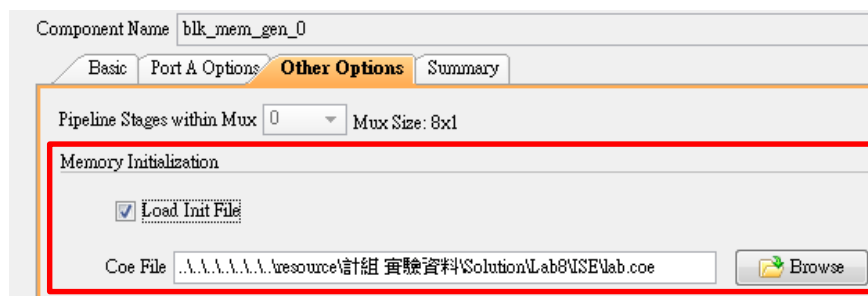 Component Name blk_mem_gen_0
Basic Port A Options Other Options Summary
Pipeline Stages within Mux 0 Mux Size: 8x1
Memory Initialization
Load Init File
Coe File ..\..\..\..\..\..\..\resource\計組 實驗資料\Solution\Lab8\ISE\lab.coe Browse